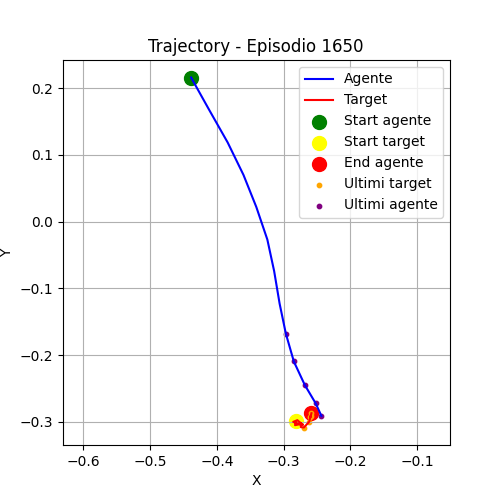 Trajectory - Episodio 1650
Agente
Target
Start agente
Start target
End agente
Ultimi target
Ultimi agente
0.2
0.1
0.0
−0.1
−0.2
−0.3
Y
−0.6
−0.5
−0.4
−0.3
−0.2
−0.1
X